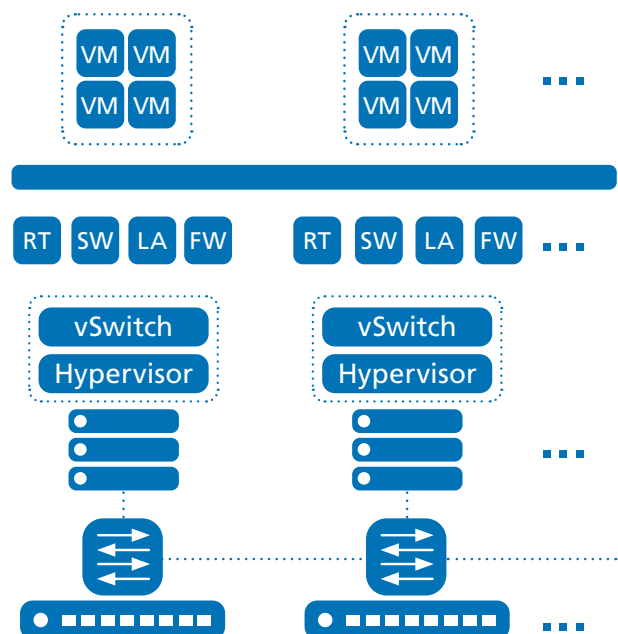 VM VM VM VM
VM VM VM VM
RT SW LA FW RT SW LA FW
vSwitch vSwitch
Hypervisor Hypervisor